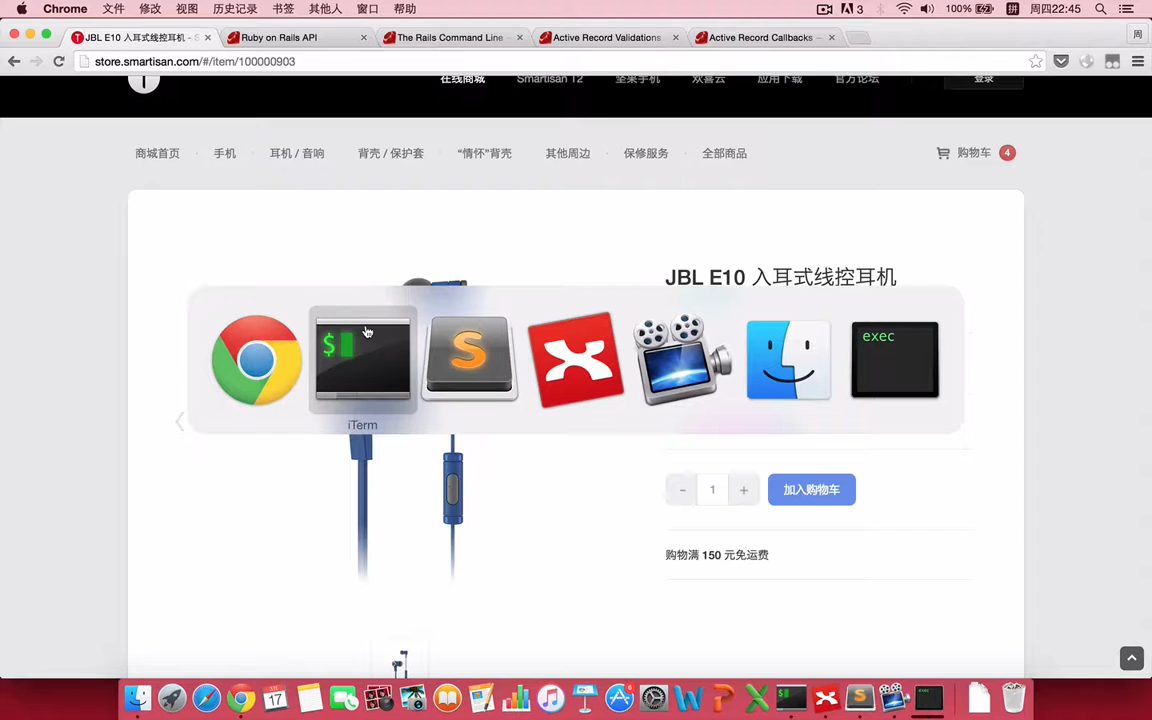 Chrome 文件 修改 视图 历史记录 书签 其他人 窗口 帮助 3 100% 拼 周四22:45
JBL E10 入耳式线控耳机 - S Ruby on Rails API The Rails Command Line Active Record Validations Active Record Callbacks — 周
store.smartisan.com/#/item/100000903
在线商城 Smartisan T2 坚果手机 欢喜云 应用下载 官方论坛 登录
商城首页 手机 耳机 / 音响 背壳 / 保护套 “情怀”背壳 其他周边 保修服务 全部商品 购物车 4
JBL E10 入耳式线控耳机
$ S exec
iTerm
- 1 + 加入购物车
购物满 150 元免运费
17
exec